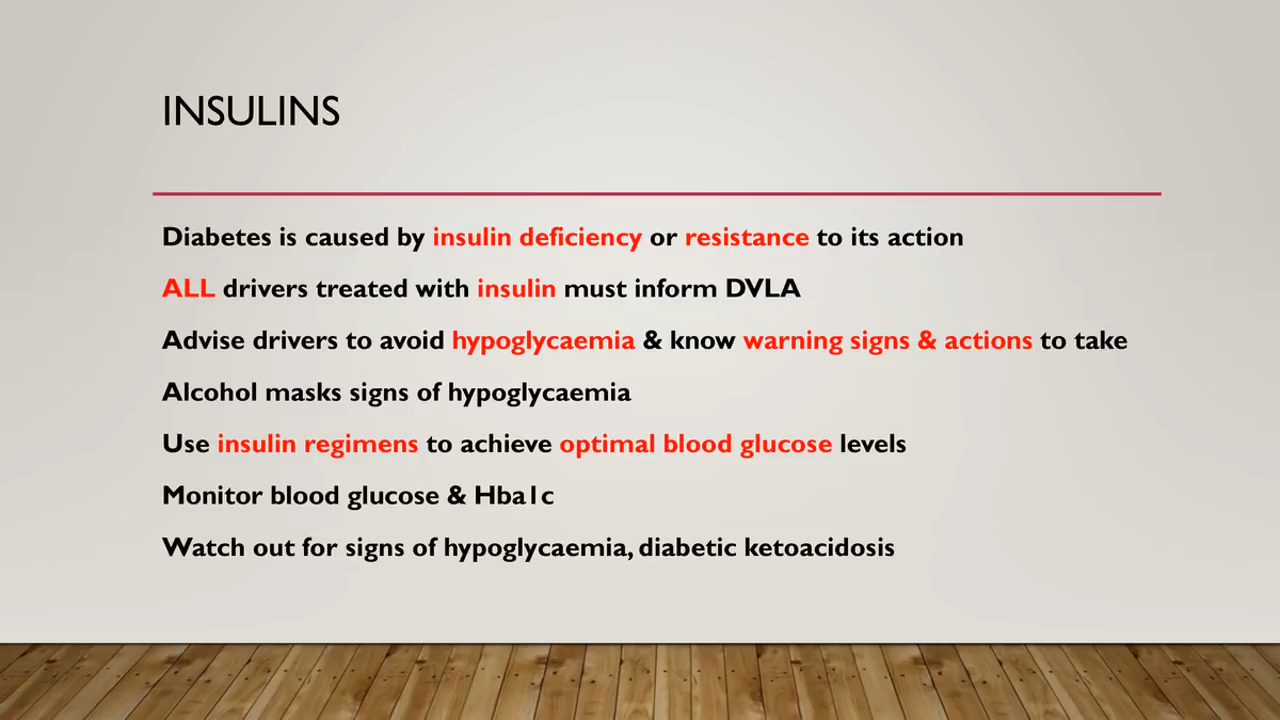 INSULINS
Diabetes is caused by insulin deficiency or resistance to its action
ALL drivers treated with insulin must inform DVLA
Advise drivers to avoid hypoglycaemia & know warning signs & actions to take
Alcohol masks signs of hypoglycaemia
Use insulin regimens to achieve optimal blood glucose levels
Monitor blood glucose & Hba1c
Watch out for signs of hypoglycaemia, diabetic ketoacidosis